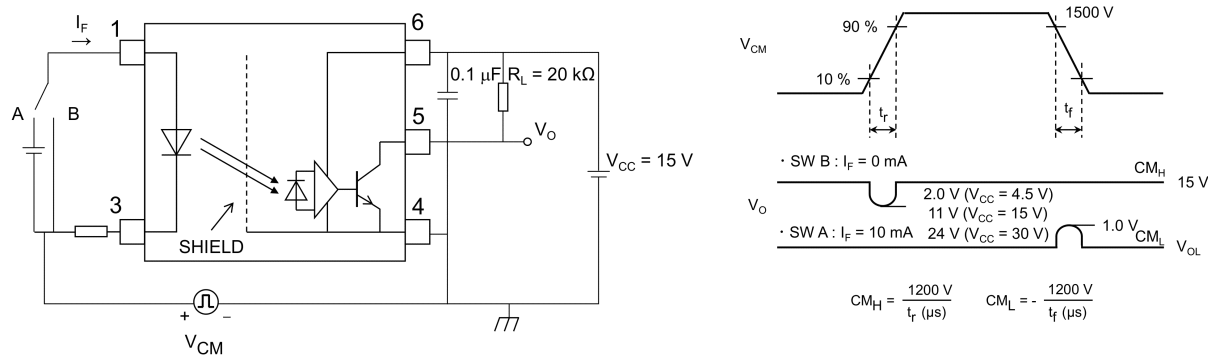 I_F
1
6
0.1 μF
R_L = 20 kΩ
A
B
5
V_O
V_CC = 15 V
3
4
SHIELD
+
–
V_CM
1500 V
90 %
V_CM
10 %
t_r
t_f
· SW B : I_F = 0 mA
CM_H
15 V
2.0 V (V_CC = 4.5 V)
V_O
11 V (V_CC = 15 V)
· SW A : I_F = 10 mA
24 V (V_CC = 30 V)
1.0 V
CM_L
V_OL
CM_H = 1200 V / t_r (μs)
CM_L = - 1200 V / t_f (μs)